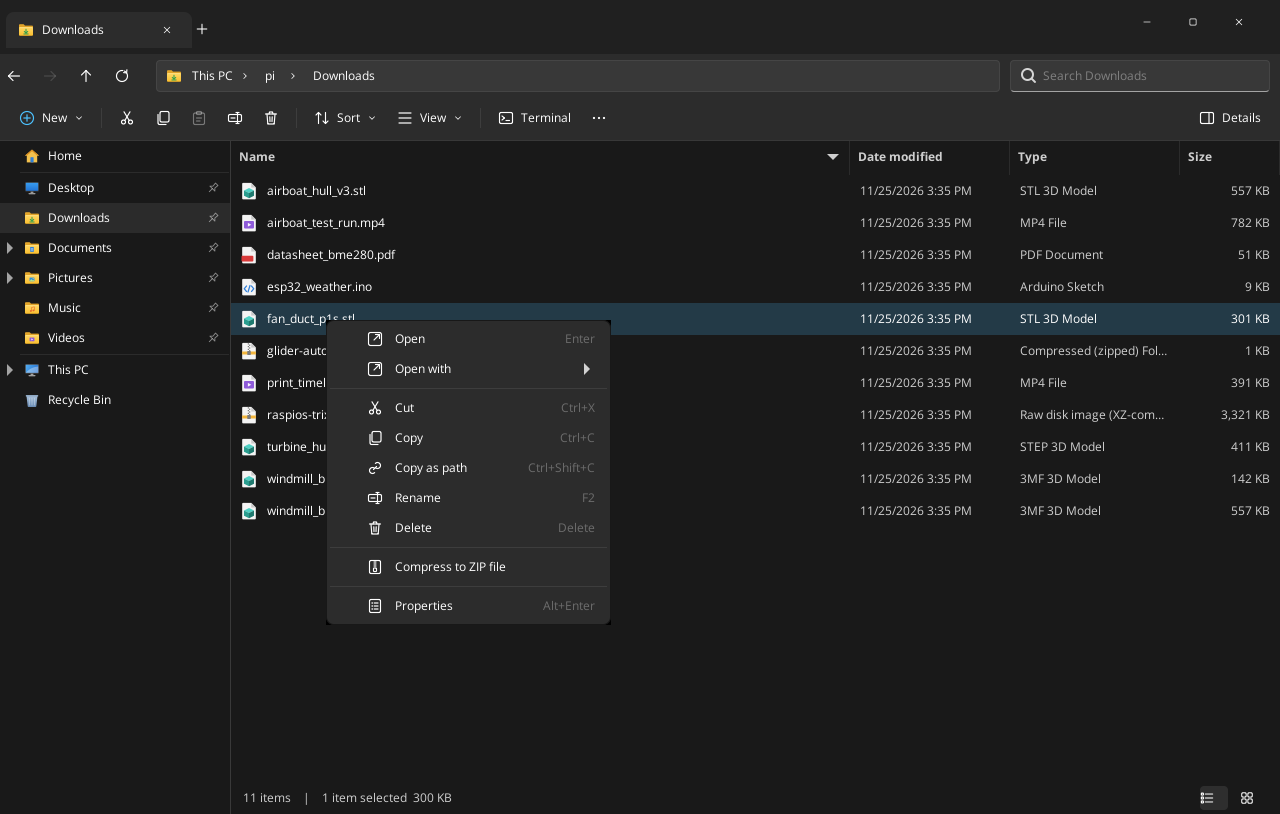 Downloads
This PC > pi > Downloads
Search Downloads
New
Sort
View
Terminal
Details
Home
Desktop
Downloads
Documents
Pictures
Music
Videos
This PC
Recycle Bin
Name Date modified Type Size
airboat_hull_v3.stl 11/25/2026 3:35 PM STL 3D Model 557 KB
airboat_test_run.mp4 11/25/2026 3:35 PM MP4 File 782 KB
datasheet_bme280.pdf 11/25/2026 3:35 PM PDF Document 51 KB
esp32_weather.ino 11/25/2026 3:35 PM Arduino Sketch 9 KB
fan_duct_p1s.stl 11/25/2026 3:35 PM STL 3D Model 301 KB
glider-auto 11/25/2026 3:35 PM Compressed (zipped) Fol... 1 KB
print_timel 11/25/2026 3:35 PM MP4 File 391 KB
raspios-trix 11/25/2026 3:35 PM Raw disk image (XZ-com... 3,321 KB
turbine_hu 11/25/2026 3:35 PM STEP 3D Model 411 KB
windmill_b 11/25/2026 3:35 PM 3MF 3D Model 142 KB
windmill_b 11/25/2026 3:35 PM 3MF 3D Model 557 KB
Open Enter
Open with
Cut Ctrl+X
Copy Ctrl+C
Copy as path Ctrl+Shift+C
Rename F2
Delete Delete
Compress to ZIP file
Properties Alt+Enter
11 items | 1 item selected 300 KB